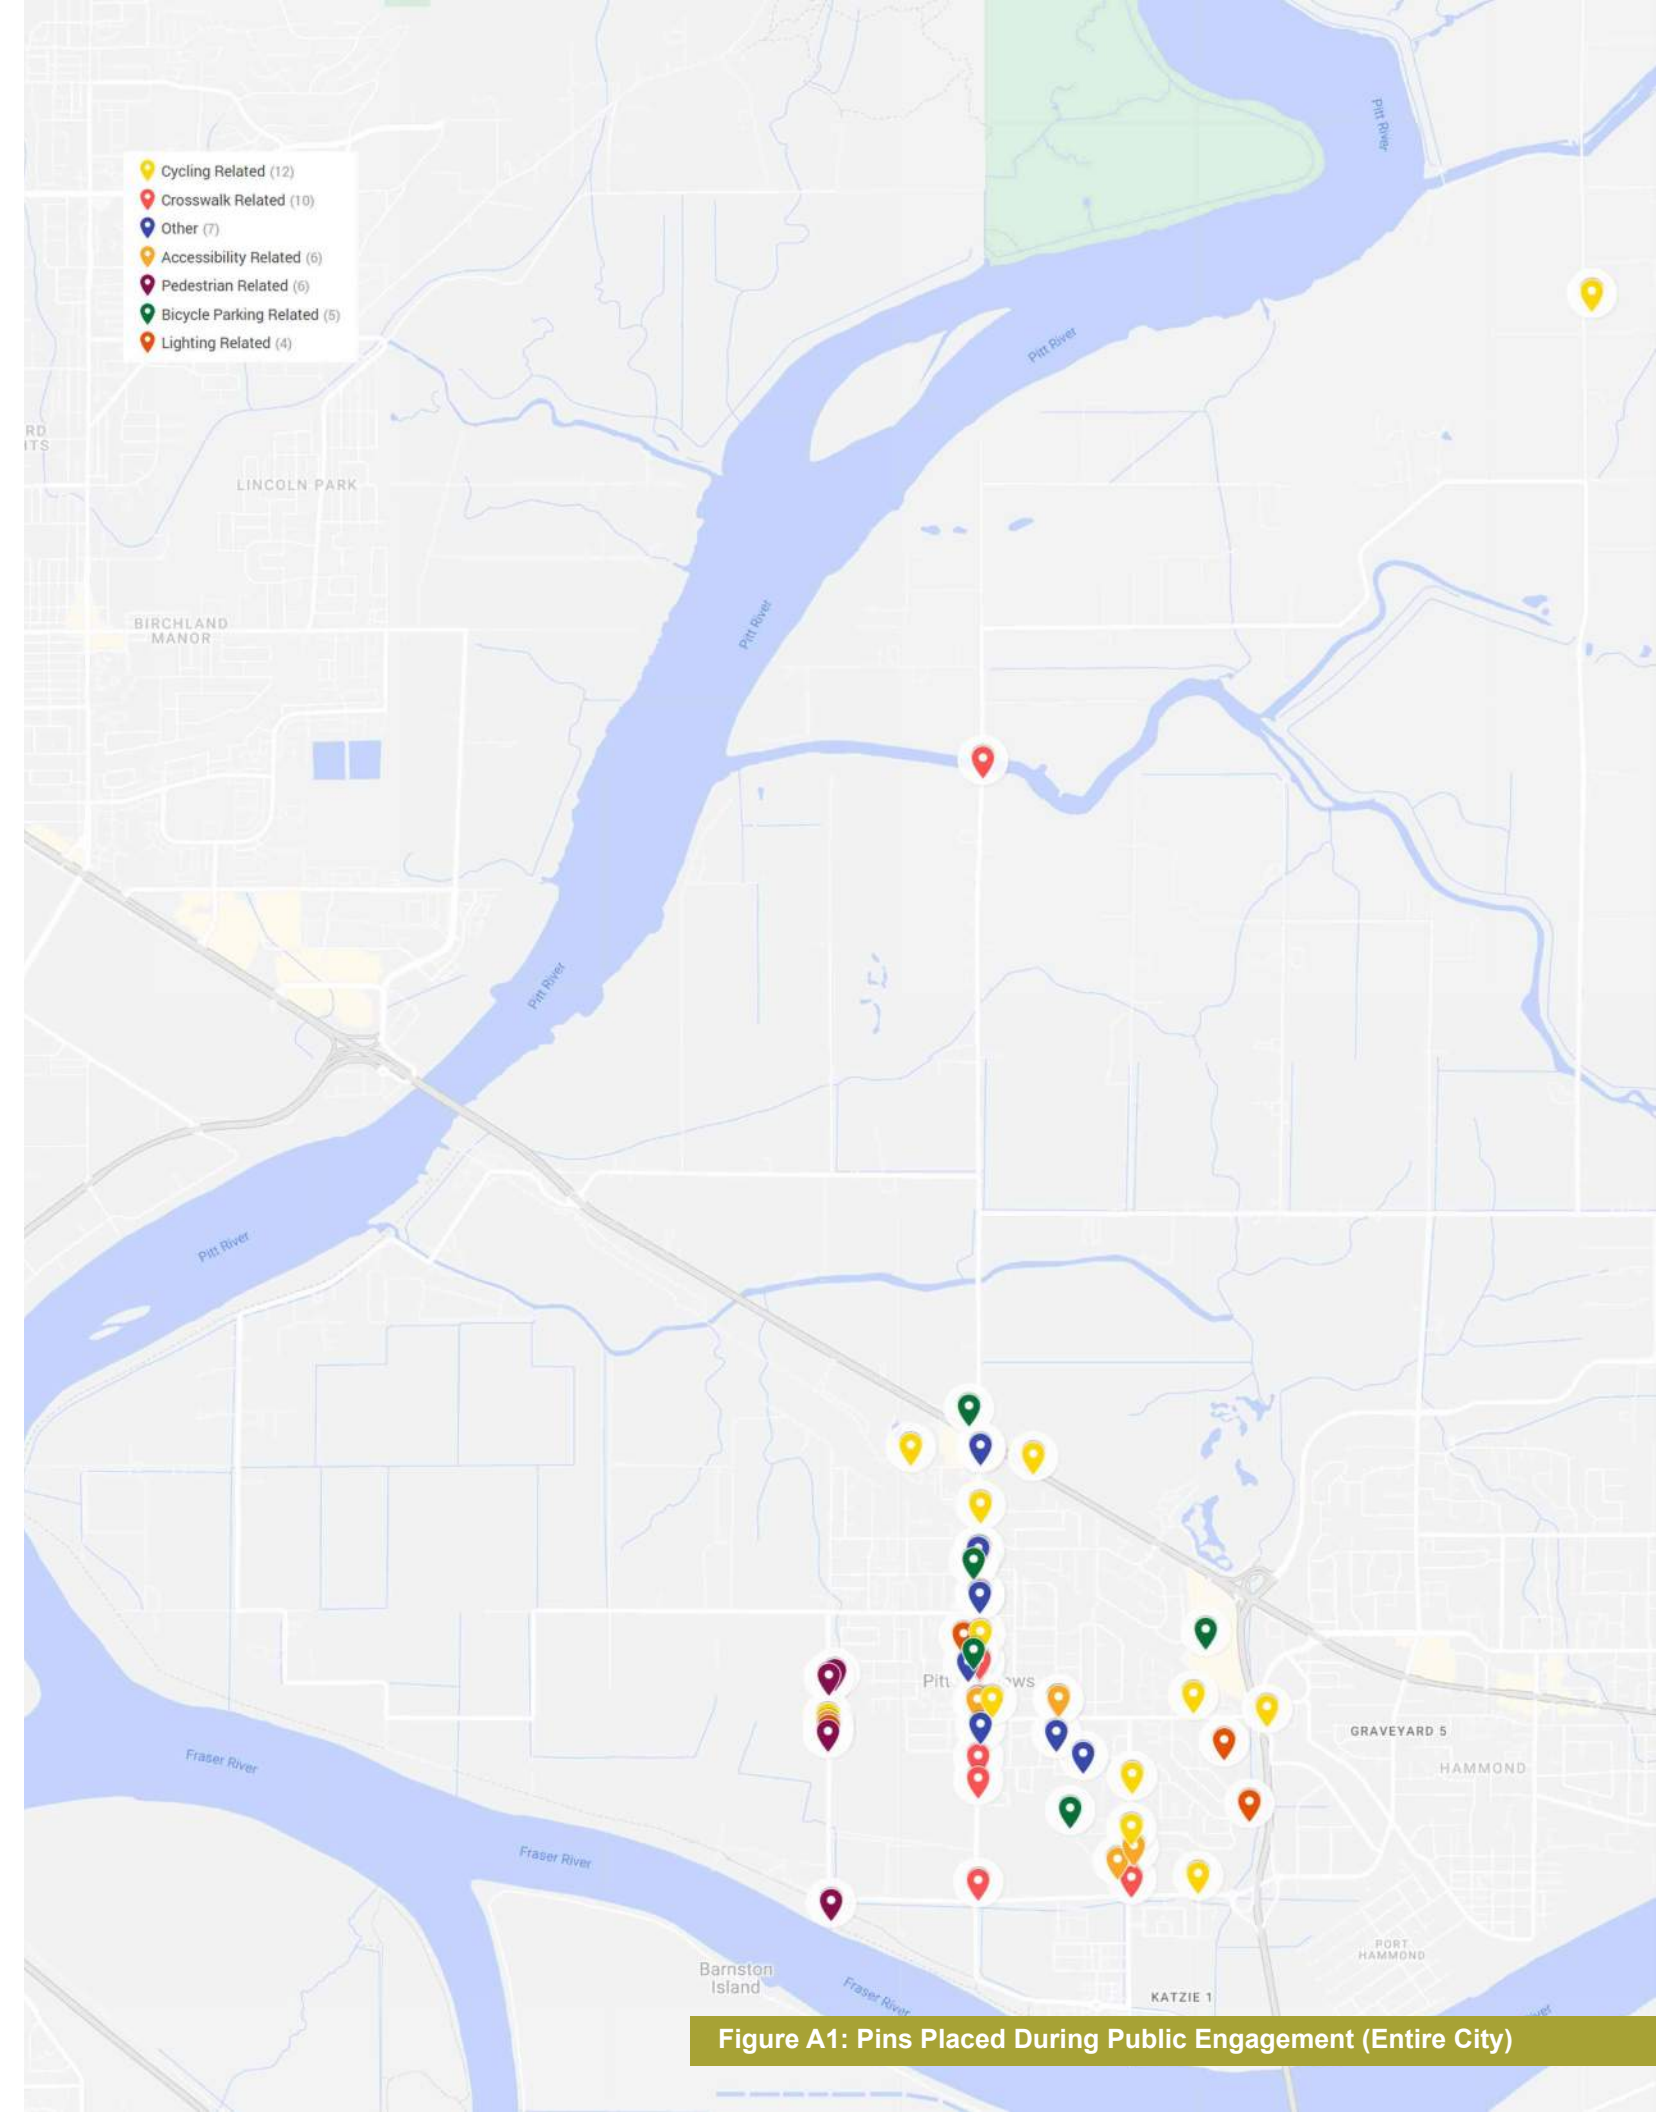 Pitt River
Cycling Related (12)
Crosswalk Related (10)
Other (7)
Accessibility Related (6)
Pedestrian Related (6)
Bicycle Parking Related (5)
Lighting Related (4)
Pitt River
RD
LINCOLN PARK
BIRCHLAND
MANOR
Pitt River
Pitt River
Pitt River
Pitt
GRAVEYARD 5
Fraser River
HAMMOND
Fraser River
PORT
HAMMOND
Barnston
Island
Fraser River
KATZIE 1
Figure A1: Pins Placed During Public Engagement (Entire City)